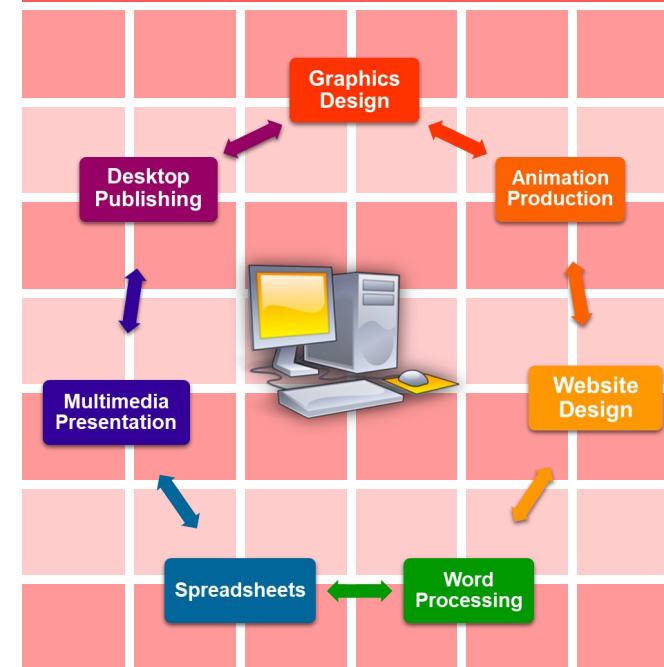 Graphics
Design
Animation
Production
Website
Design
Word
Processing
Spreadsheets
Multimedia
Presentation
Desktop
Publishing